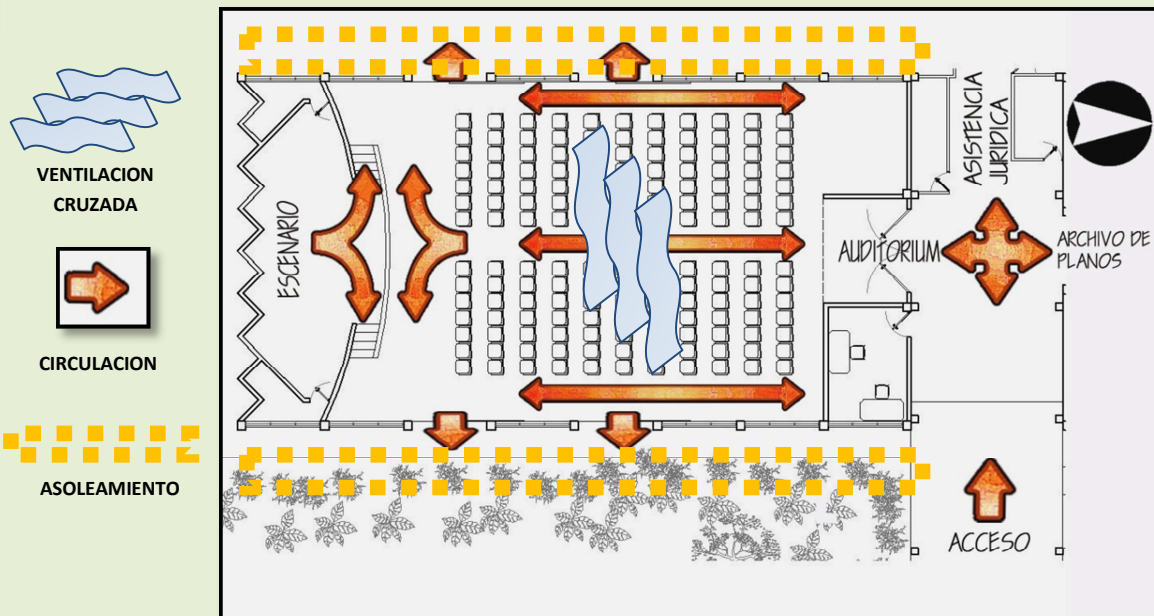 VENTILACION
CRUZADA
CIRCULACION
ASOLEAMIENTO
ESCENARIO
AUDITORIUM
ASISTENCIA
JURIDICA
ARCHIVO DE
PLANOS
ACCESO